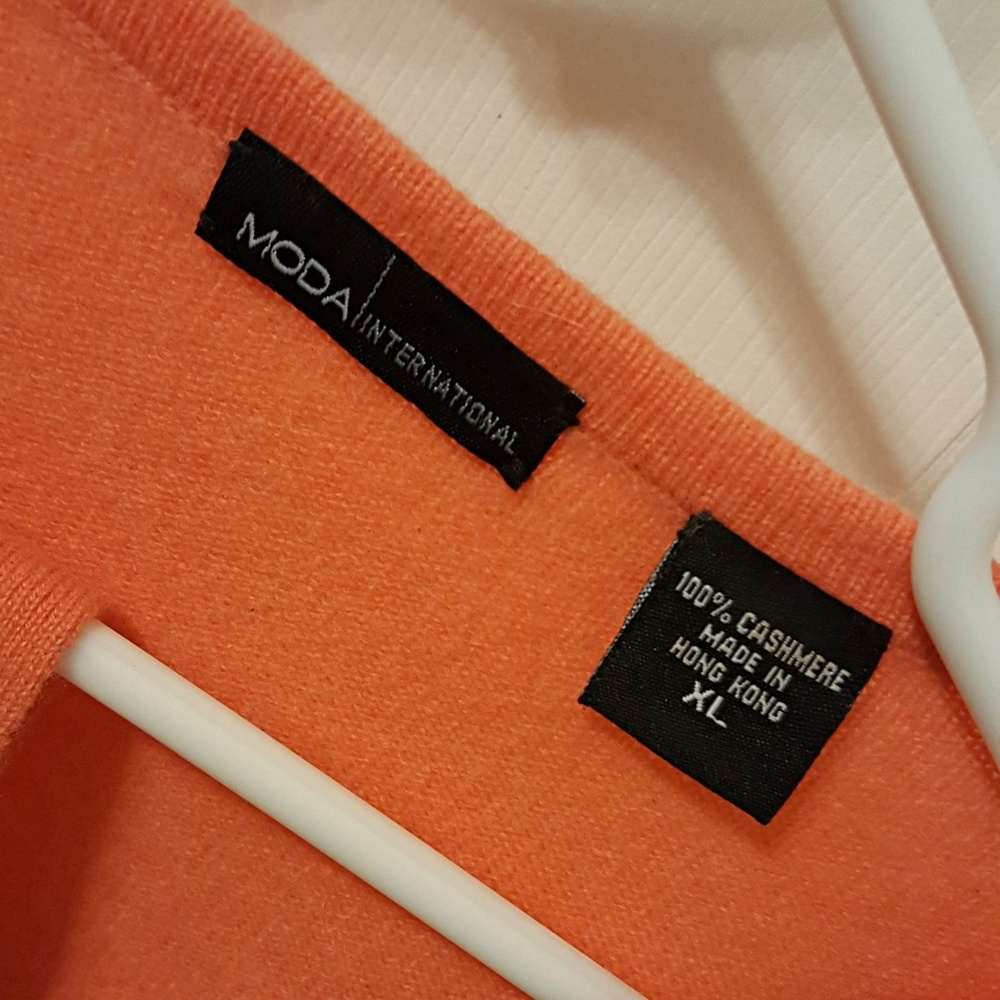 MODA INTERNATIONAL
100% CASHMERE
MADE IN
HONG KONG
XL